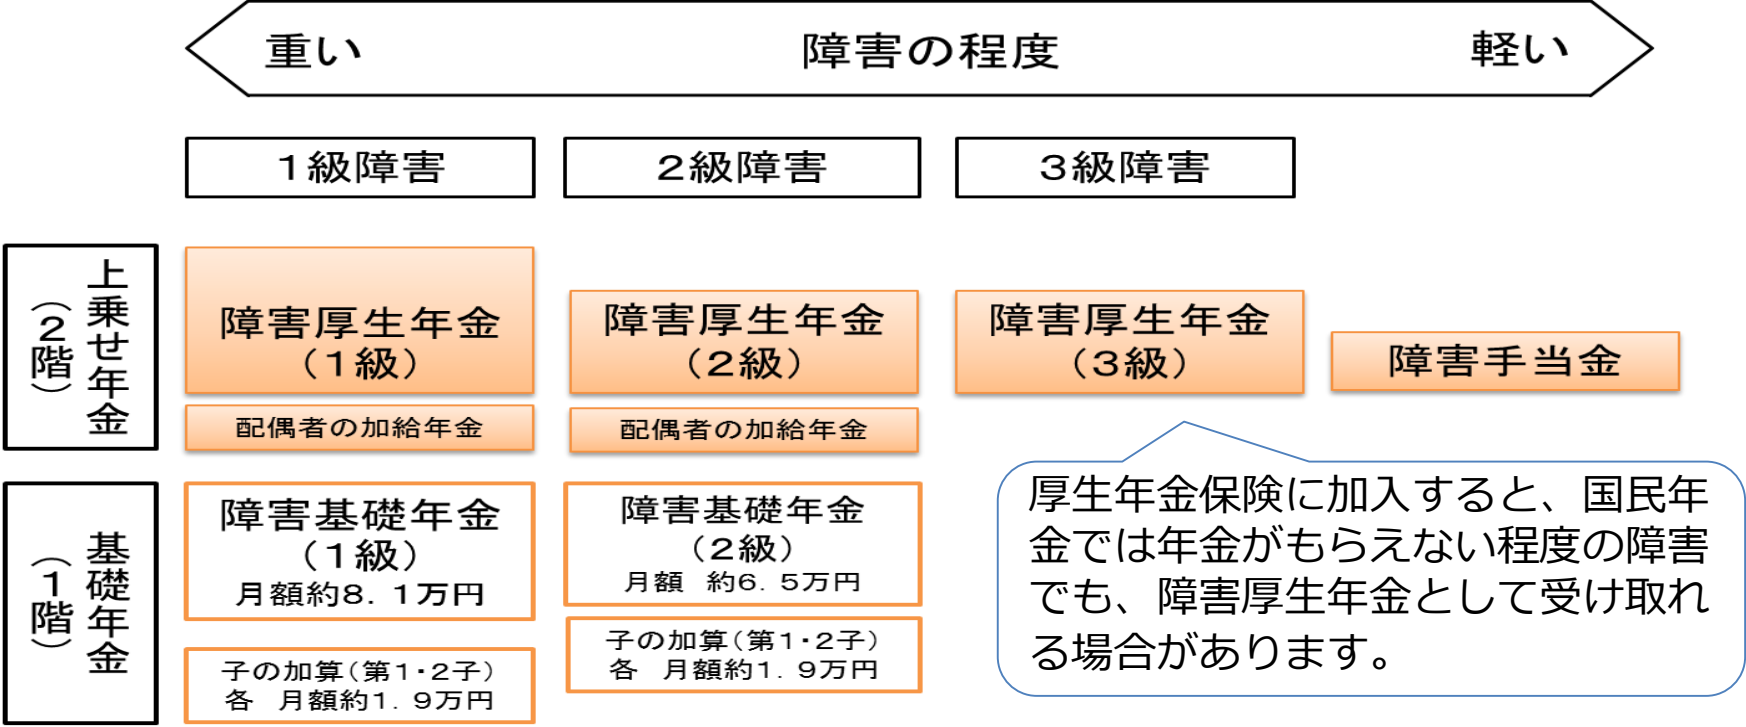 重い　障害の程度　軽い
１級障害
２級障害
３級障害
上乗せ年金
（２階）
障害厚生年金
（１級）
障害厚生年金
（２級）
障害厚生年金
（３級）
障害手当金
配偶者の加給年金
配偶者の加給年金
基礎年金
（１階）
障害基礎年金
（１級）
月額約８．１万円
障害基礎年金
（２級）
月額　約６．５万円
子の加算（第１・２子）
各　月額約１．９万円
子の加算（第１・２子）
各　月額約１．９万円
厚生年金保険に加入すると、国民年
金では年金がもらえない程度の障害
でも、障害厚生年金として受け取れ
る場合があります。